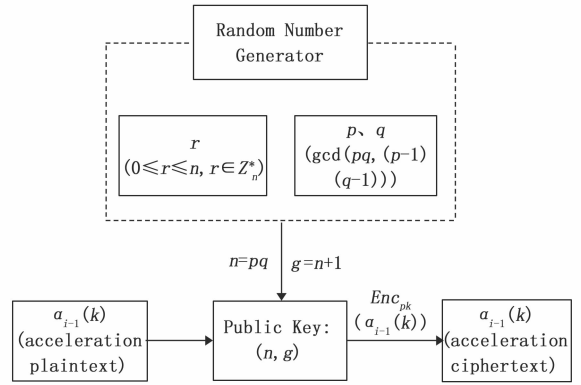 Random Number
Generator
r
(0≤r≤n, r∈Z*n)
p、q
(gcd(pq, (p-1)
(q-1)))
n=pq
g=n+1
ai-1(k)
(acceleration
plaintext)
Public Key:
(n, g)
Encpk
(ai-1(k))
ai-1(k)
(acceleration
ciphertext)